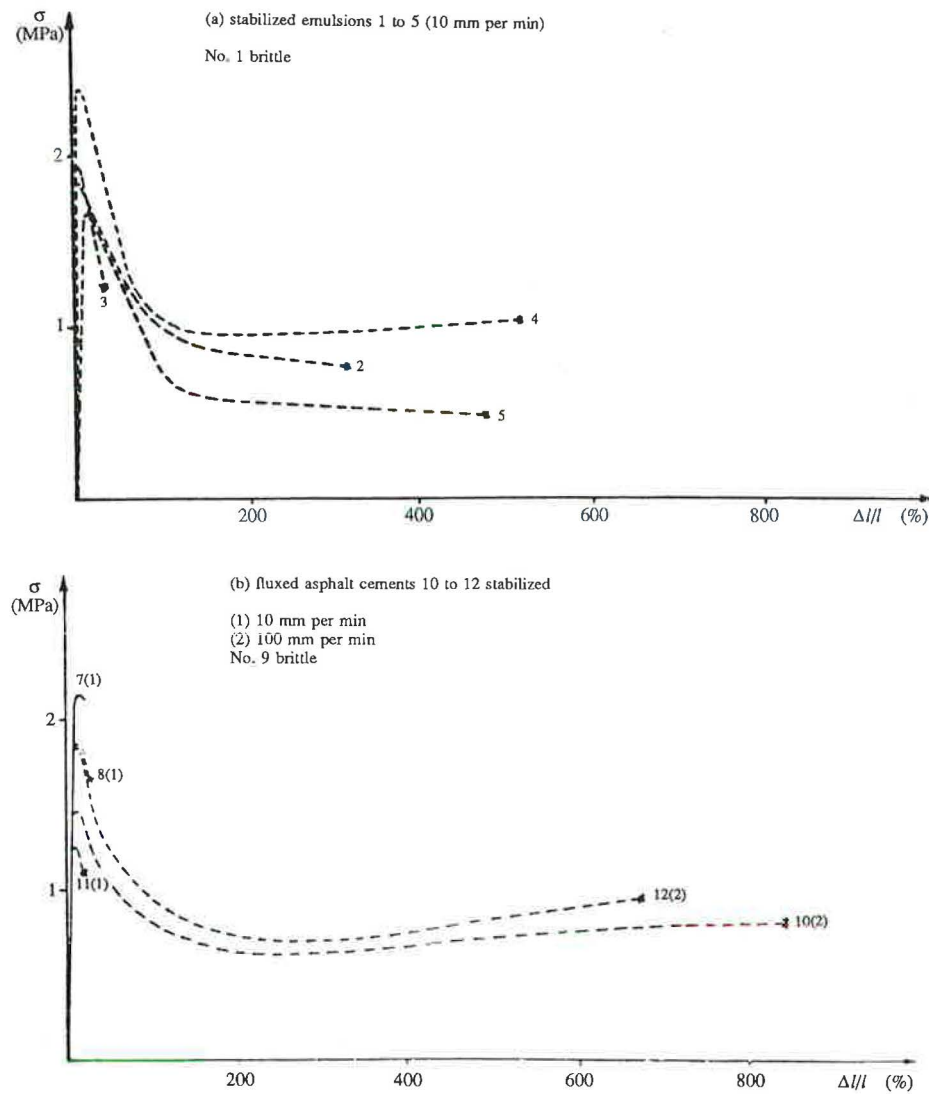 (a) stabilized emulsions 1 to 5 (10 mm per min)
σ
(MPa)
No. 1 brittle
2
1
3
4
2
5
200
400
600
800
Δl/l (%)
(b) fluxed asphalt cements 10 to 12 stabilized
σ
(MPa)
(1) 10 mm per min
(2) 100 mm per min
No. 9 brittle
7(1)
2
8(1)
1
11(1)
12(2)
10(2)
200
400
600
800
Δl/l (%)